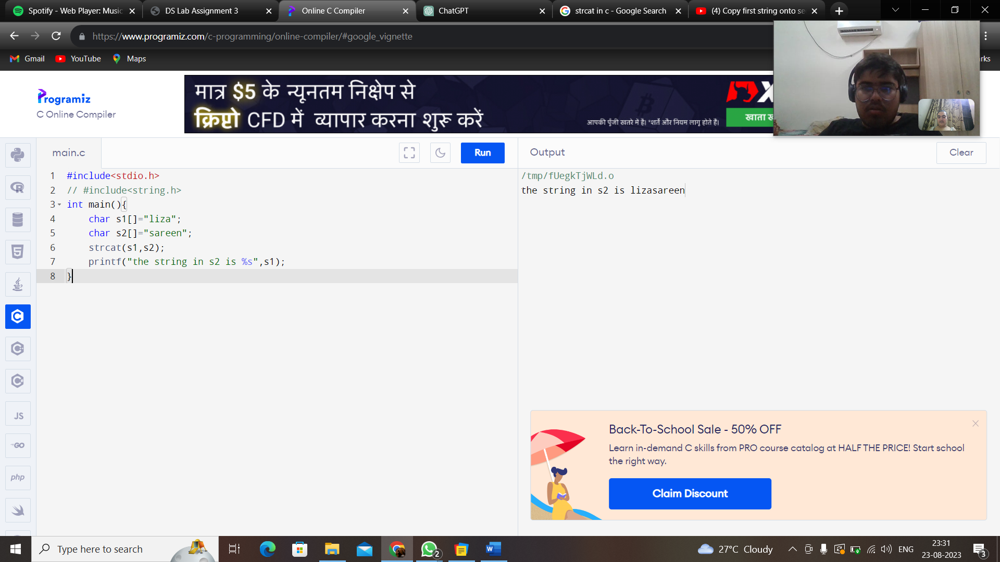 Spotify - Web Player: Music
DS Lab Assignment 3
Online C Compiler
ChatGPT
strcat in c - Google Search
(4) Copy first string onto se
https://www.programiz.com/c-programming/online-compiler/#google_vignette
Gmail
YouTube
Maps
rks
Programiz
C Online Compiler
मात्र $5 के न्यूनतम निक्षेप से
क्रिप्टो CFD में व्यापार करना शुरू करें
आपकी पूँजी खतरे में है। *शर्तें और नियम लागू होते हैं।
X
खाता ख
main.c
Run
Output
Clear
1 #include<stdio.h>
2 // #include<string.h>
3 int main(){
4 char s1[]="liza";
5 char s2[]="sareen";
6 strcat(s1,s2);
7 printf("the string in s2 is %s",s1);
8 }
/tmp/fUegkTjWLd.o
the string in s2 is lizasareen
JS
GO
php
Back-To-School Sale - 50% OFF
Learn in-demand C skills from PRO course catalog at HALF THE PRICE! Start school
the right way.
Claim Discount
Type here to search
2
27°C Cloudy
ENG
23:31
23-08-2023
3